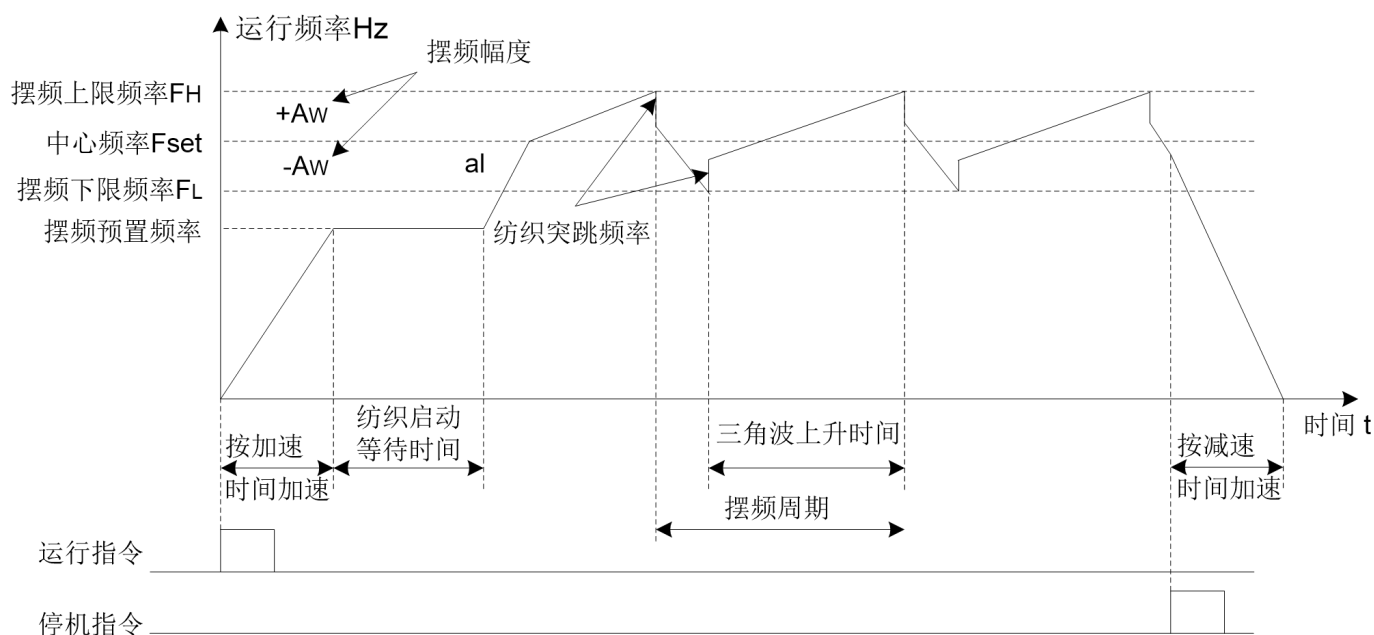 运行频率Hz
摆频幅度
摆频上限频率FH
+AW
中心频率Fset
-AW
al
摆频下限频率FL
摆频预置频率
纺织突跳频率
时间 t
按加速
时间加速
纺织启动
等待时间
三角波上升时间
按减速
时间加速
摆频周期
运行指令
停机指令